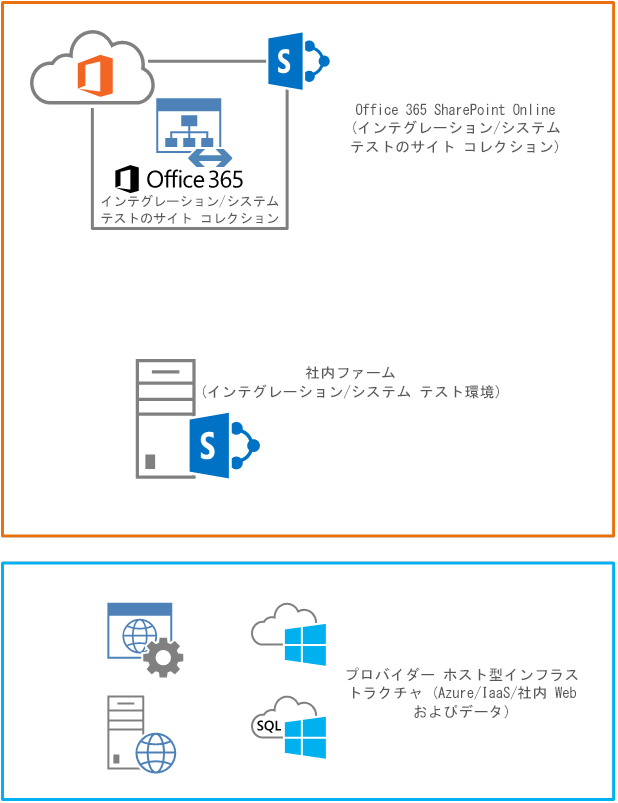 S
Office 365 SharePoint Online
(インテグレーション/システム
テストのサイト コレクション)
Office 365
インテグレーション/システム
テストのサイト コレクション
社内ファーム
(インテグレーション/システム テスト環境)
S
プロバイダー ホスト型インフラス
トラクチャ (Azure/IaaS/社内 Web
およびデータ)
SQL